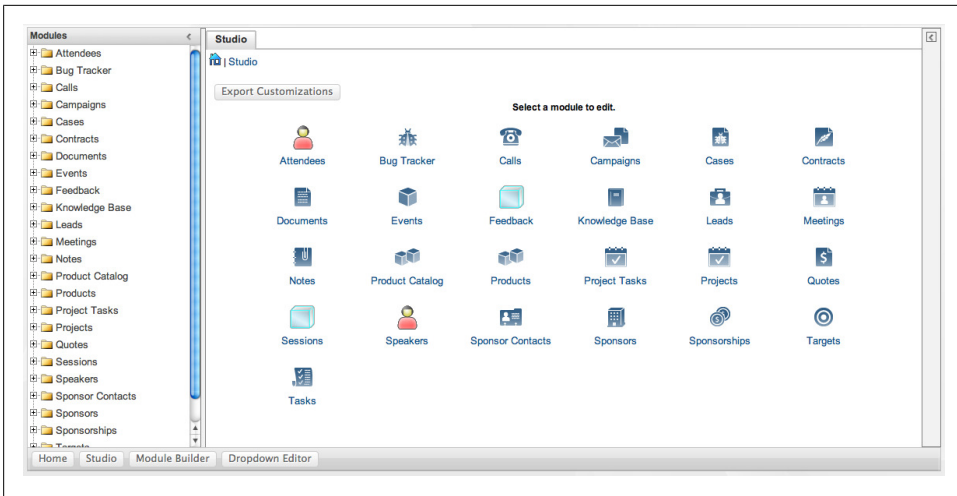 Modules
Attendees
Bug Tracker
Calls
Campaigns
Cases
Contracts
Documents
Events
Feedback
Knowledge Base
Leads
Meetings
Notes
Product Catalog
Products
Project Tasks
Projects
Quotes
Sessions
Speakers
Sponsor Contacts
Sponsors
Sponsorships
Targets
Studio
| Studio
Export Customizations
Select a module to edit.
Attendees Bug Tracker Calls Campaigns Cases Contracts
Documents Events Feedback Knowledge Base Leads Meetings
Notes Product Catalog Products Project Tasks Projects Quotes
Sessions Speakers Sponsor Contacts Sponsors Sponsorships Targets
Tasks
Home Studio Module Builder Dropdown Editor